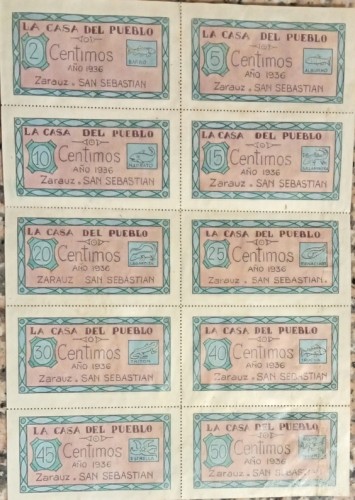 LA CASA DEL PUEBLO
2 Centimos
AÑO 1936
Zarauz. SAN SEBASTIAN
LA CASA DEL PUEBLO
5 Centimos
AÑO 1936
Zarauz. SAN SEBASTIAN
LA CASA DEL PUEBLO
10 Centimos
AÑO 1936
Zarauz. SAN SEBASTIAN
LA CASA DEL PUEBLO
15 Centimos
AÑO 1936
Zarauz. SAN SEBASTIAN
LA CASA DEL PUEBLO
20 Centimos
AÑO 1936
ZARAUZ SAN SEBASTIAN
LA CASA DEL PUEBLO
25 Centimos
AÑO 1936
Zarauz. SAN SEBASTIAN.
LA CASA DEL PUEBLO
30 Centimos
AÑO 1936
Zarauz. SAN SEBASTIAN
LA CASA DEL PUEBLO
40 Centimos
AÑO 1936
Zarauz. SAN SEBASTIAN
LA CASA DEL PUEBLO
45 Centimos
AÑO 1936
Zarauz. SAN SEBASTIAN
LA CASA DEL PUEBLO
50 Centimos
AÑO 1936
Zarauz. SAN SEBASTIAN